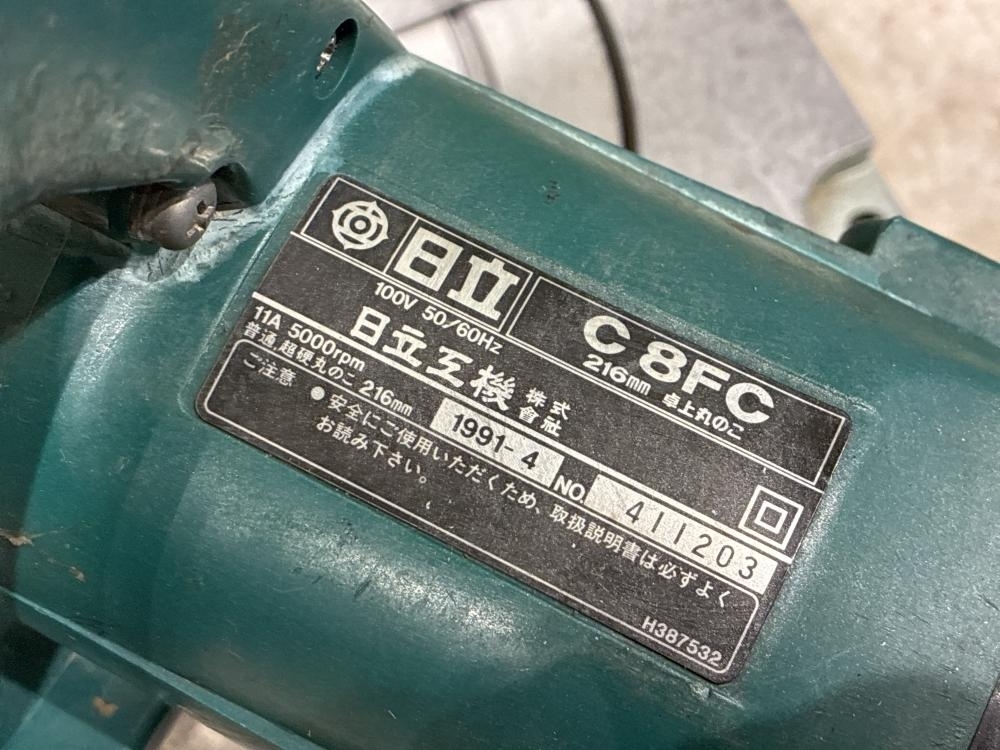 日立
C8FC
100V 50/60Hz
216mm 卓上丸のこ
11A 5000rpm
日立工機株式会社
普通、超硬丸のこ 216mm
1991-4 NO. 411203
ご注意 ●安全にご使用いただくため、取扱説明書は必ずよく
お読み下さい。
H387532